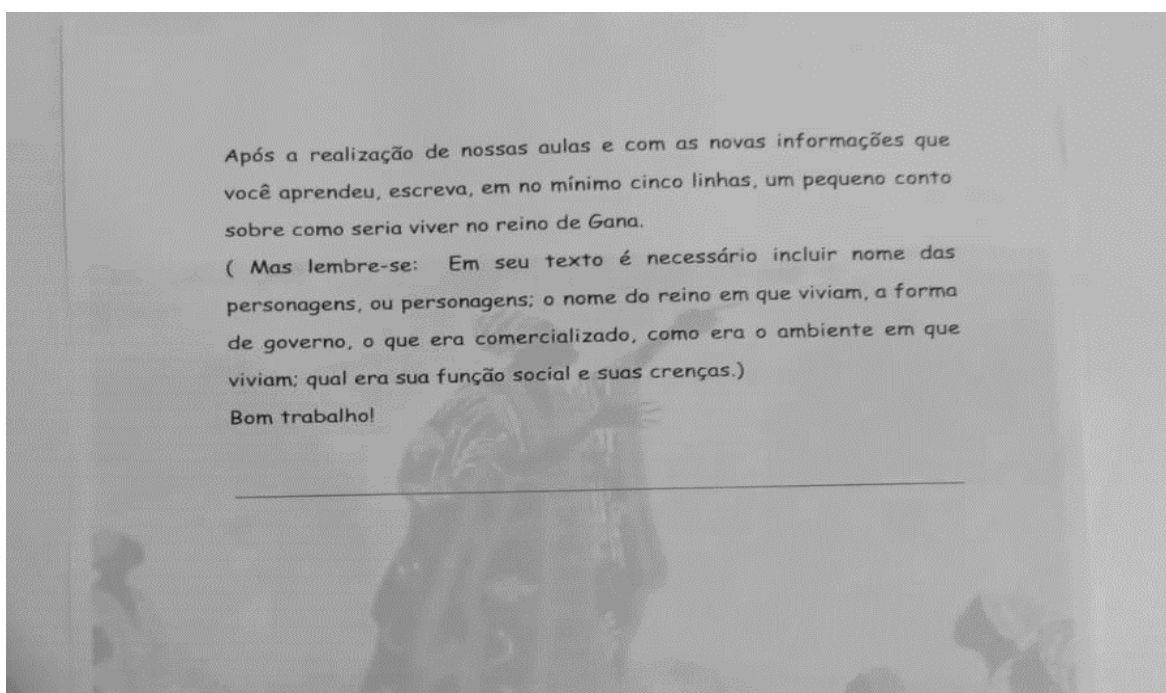 Após a realização de nossas aulas e com as novas informações que
você aprendeu, escreva, em no mínimo cinco linhas, um pequeno conto
sobre como seria viver no reino de Gana.
( Mas lembre-se: Em seu texto é necessário incluir nome das
personagens, ou personagens; o nome do reino em que viviam, a forma
de governo, o que era comercializado, como era o ambiente em que
viviam; qual era sua função social e suas crenças.)
Bom trabalho!